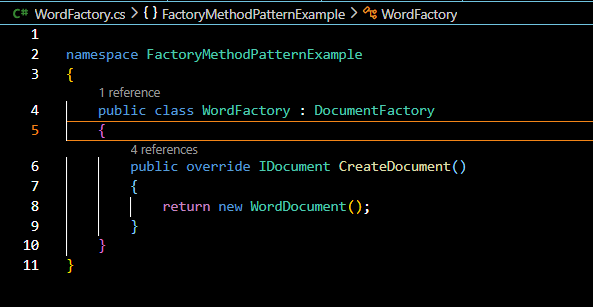 C# WordFactory.cs > {} FactoryMethodPatternExample > WordFactory
1
2 namespace FactoryMethodPatternExample
3 {
1 reference
4 public class WordFactory : DocumentFactory
5 {
4 references
6 public override IDocument CreateDocument()
7 {
8 return new WordDocument();
9 }
10 }
11 }